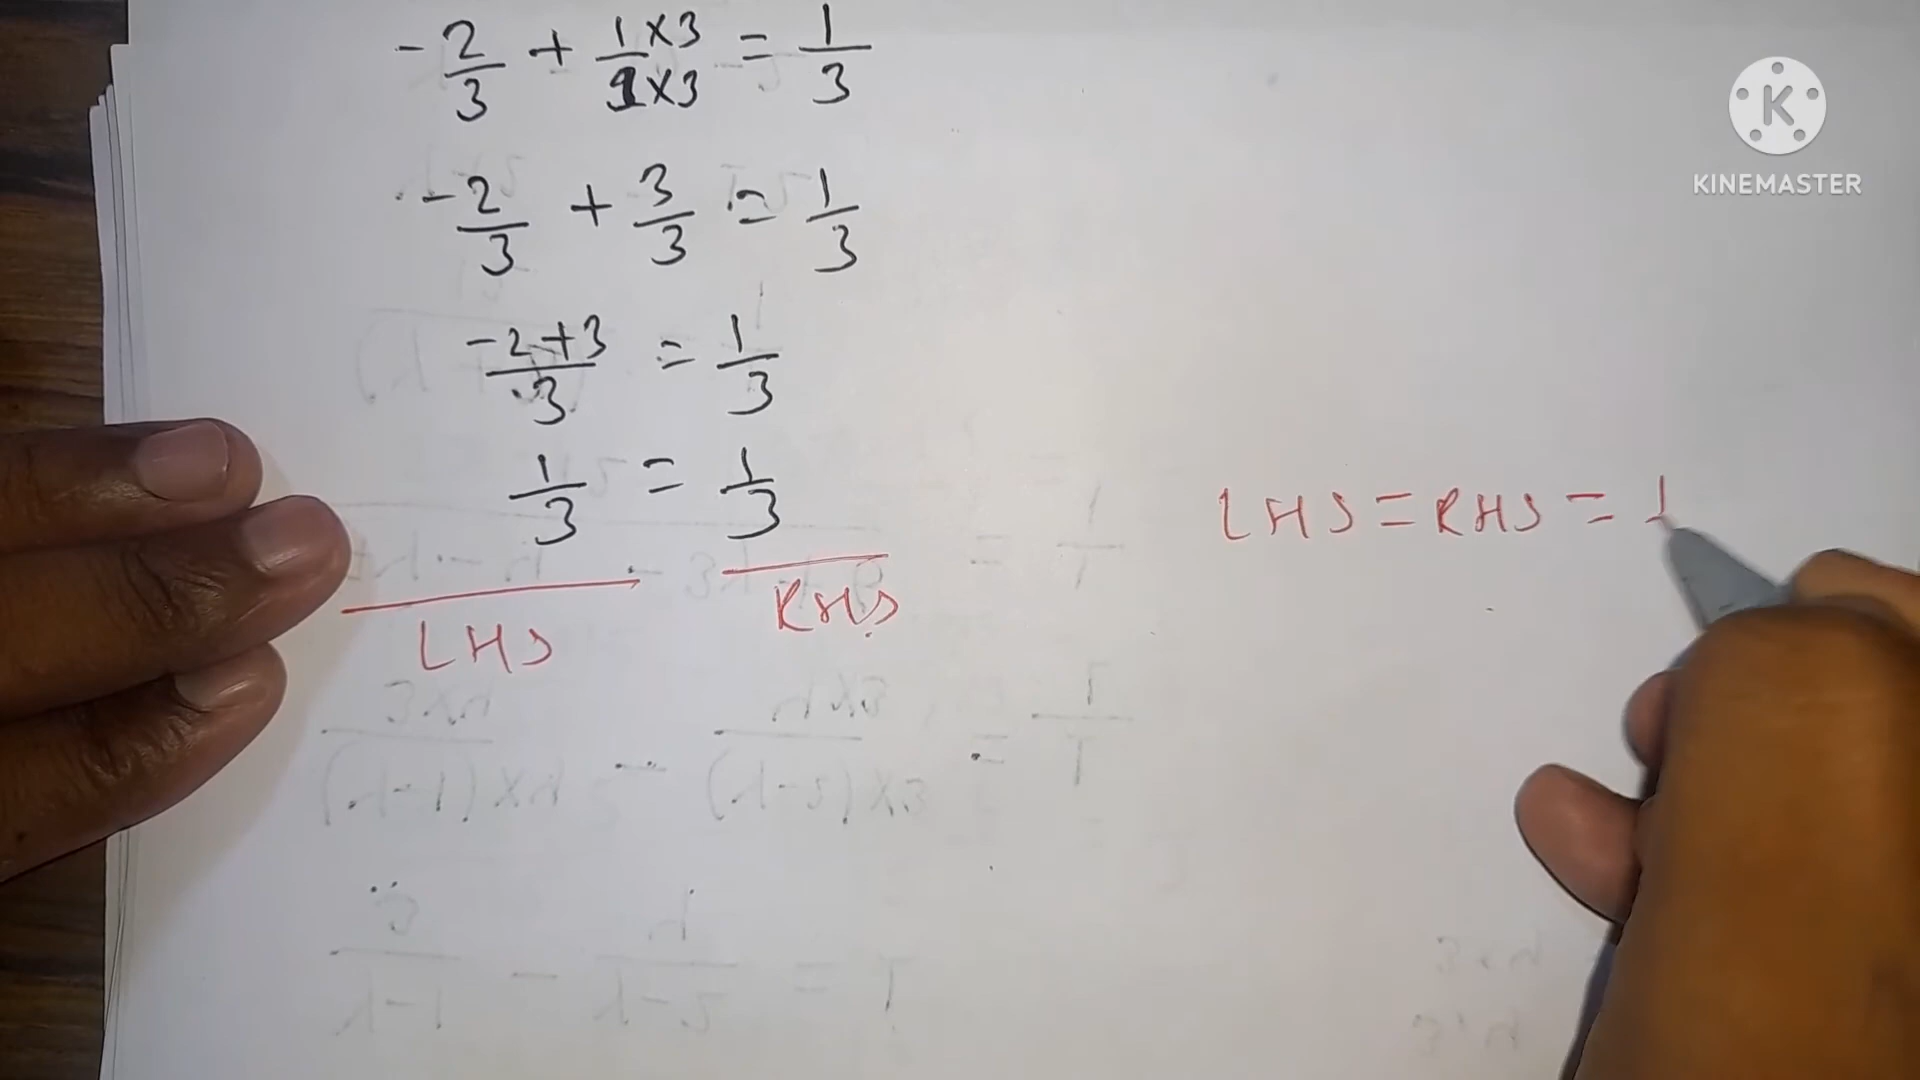 -2/3 + 1×3/1×3 = 1/3
-2/3 + 3/3 = 1/3
-2+3/3 = 1/3
1/3 = 1/3
LHS RHS
LHS = RHS = 1
K
KINEMASTER